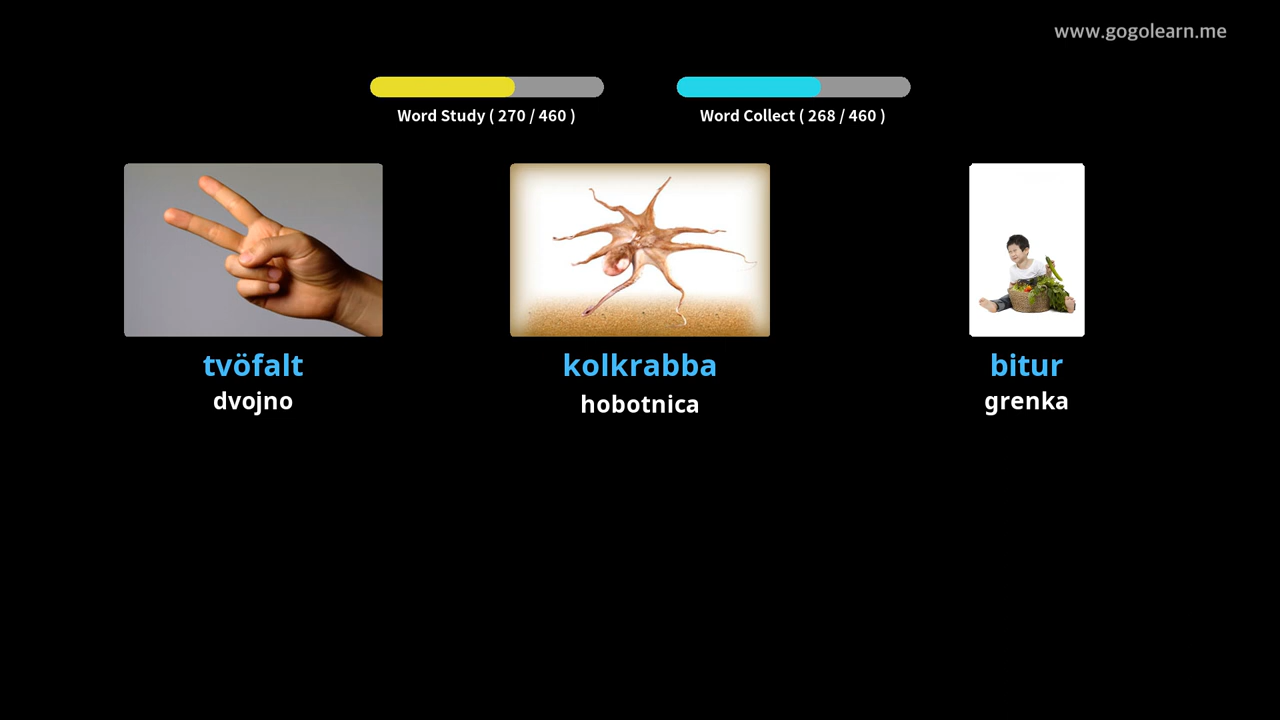 www.gogolearn.me
Word Study ( 270 / 460 )
Word Collect ( 268 / 460 )
tvöfalt
dvojno
kolkrabba
hobotnica
bitur
grenka